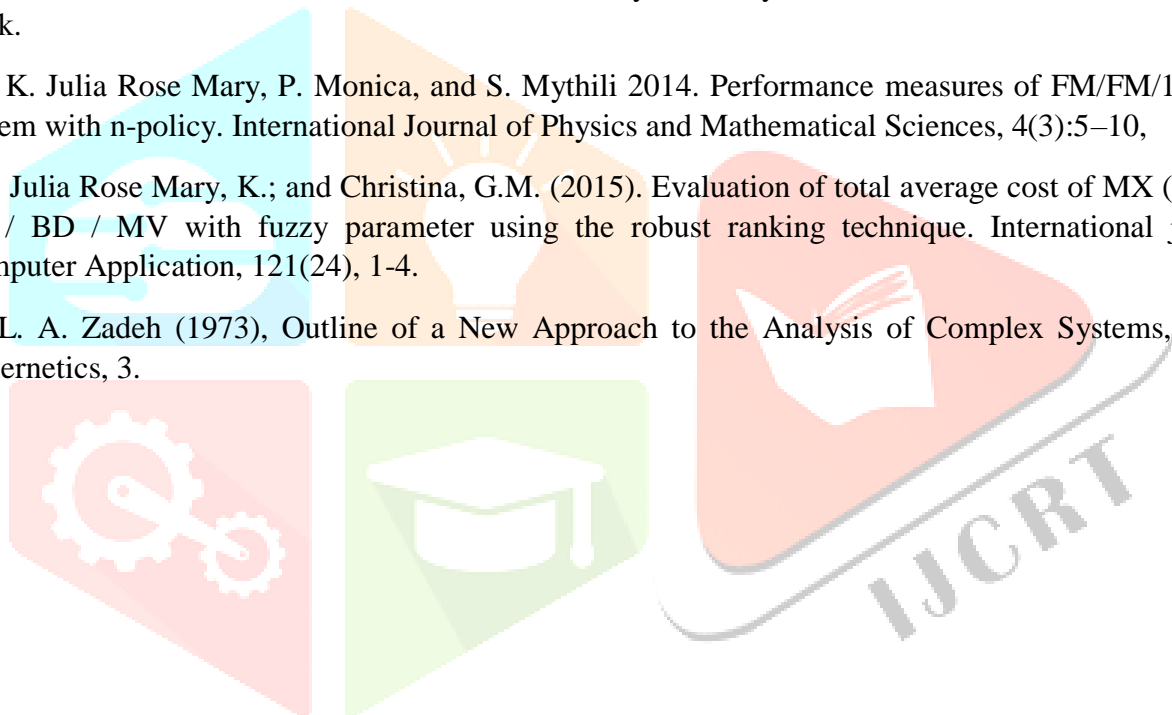 k.
K. Julia Rose Mary, P. Monica, and S. Mythili 2014. Performance measures of FM/FM/1
em with n-policy. International Journal of Physics and Mathematical Sciences, 4(3):5–10,
Julia Rose Mary, K.; and Christina, G.M. (2015). Evaluation of total average cost of MX (
/ BD / MV with fuzzy parameter using the robust ranking technique. International
nputer Application, 121(24), 1-4.
L. A. Zadeh (1973), Outline of a New Approach to the Analysis of Complex Systems,
ernetics, 3.
IJCRT